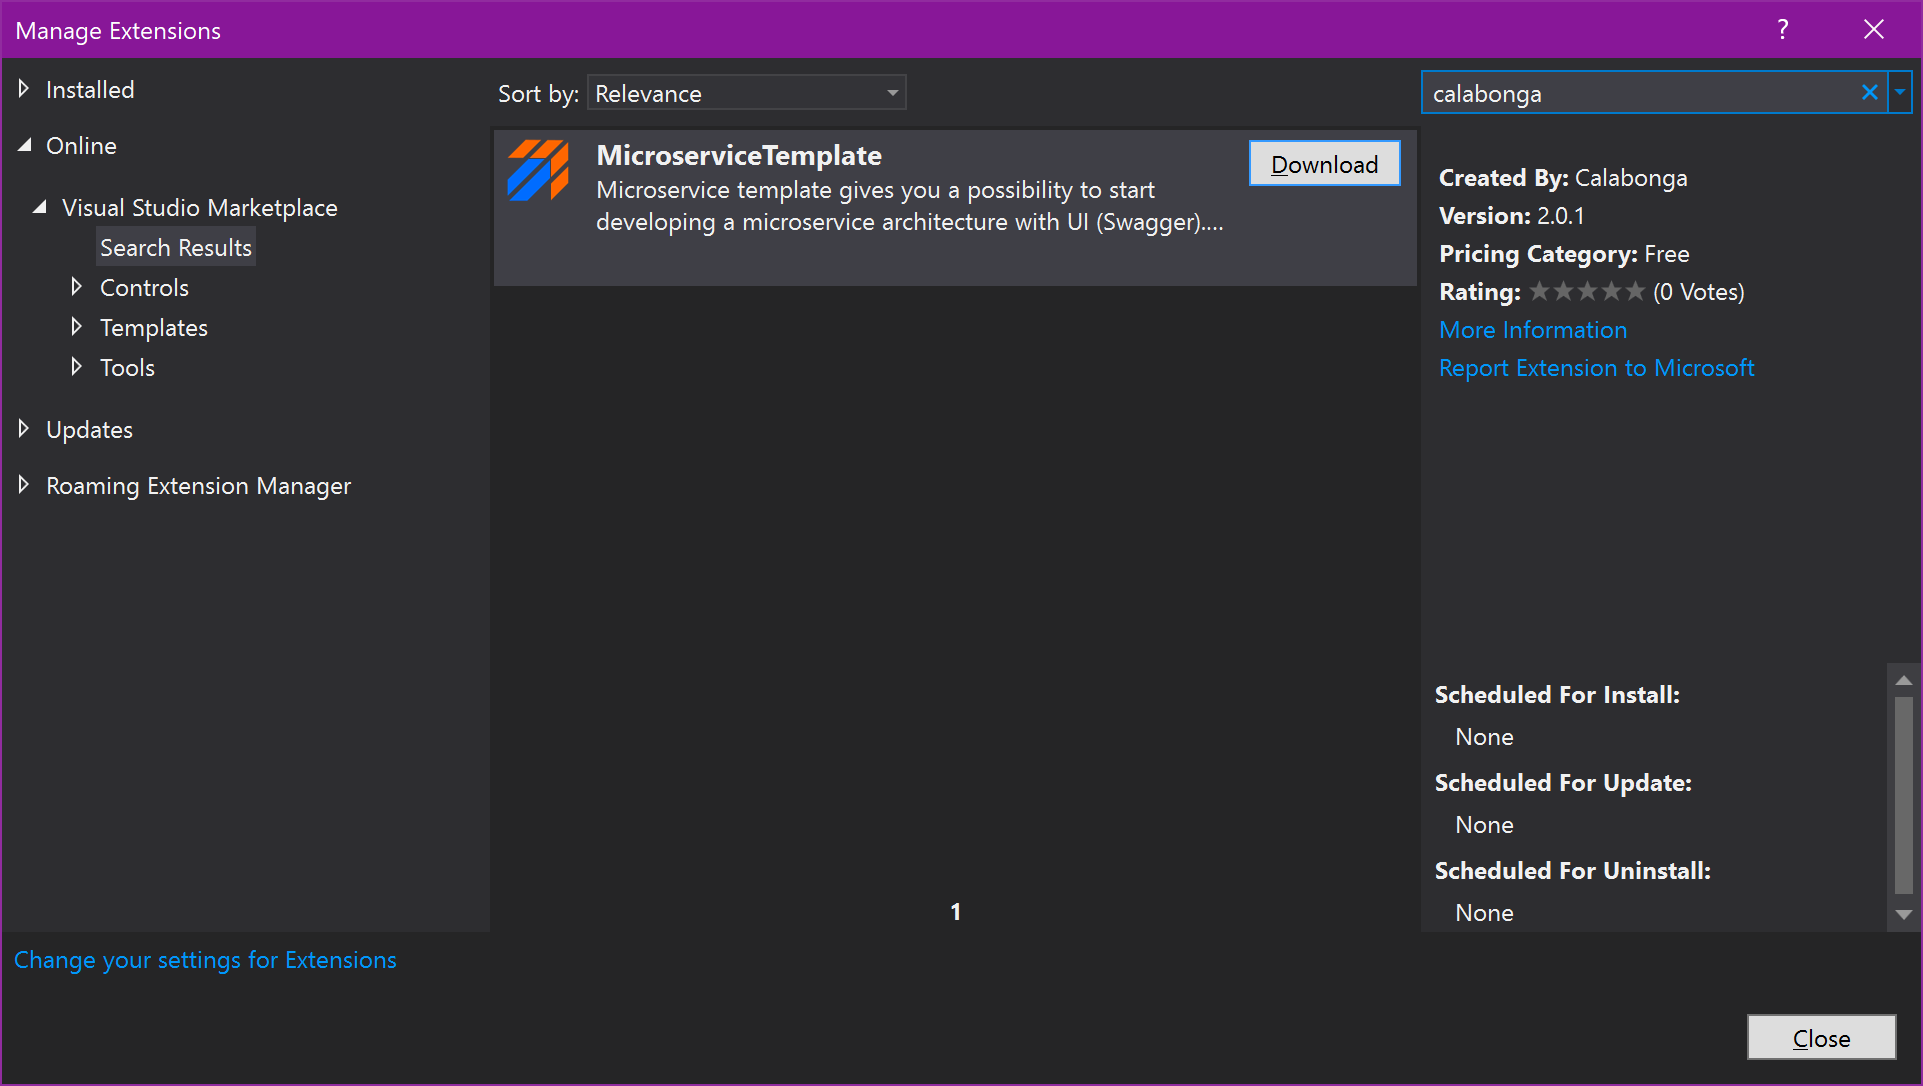 Manage Extensions
?
Installed
Online
Visual Studio Marketplace
Search Results
Controls
Templates
Tools
Updates
Roaming Extension Manager
Sort by: Relevance
MicroserviceTemplate
Microservice template gives you a possibility to start
developing a microservice architecture with UI (Swagger)....
Download
1
calabonga
Created By: Calabonga
Version: 2.0.1
Pricing Category: Free
Rating: (0 Votes)
More Information
Report Extension to Microsoft
Scheduled For Install:
None
Scheduled For Update:
None
Scheduled For Uninstall:
None
Change your settings for Extensions
Close